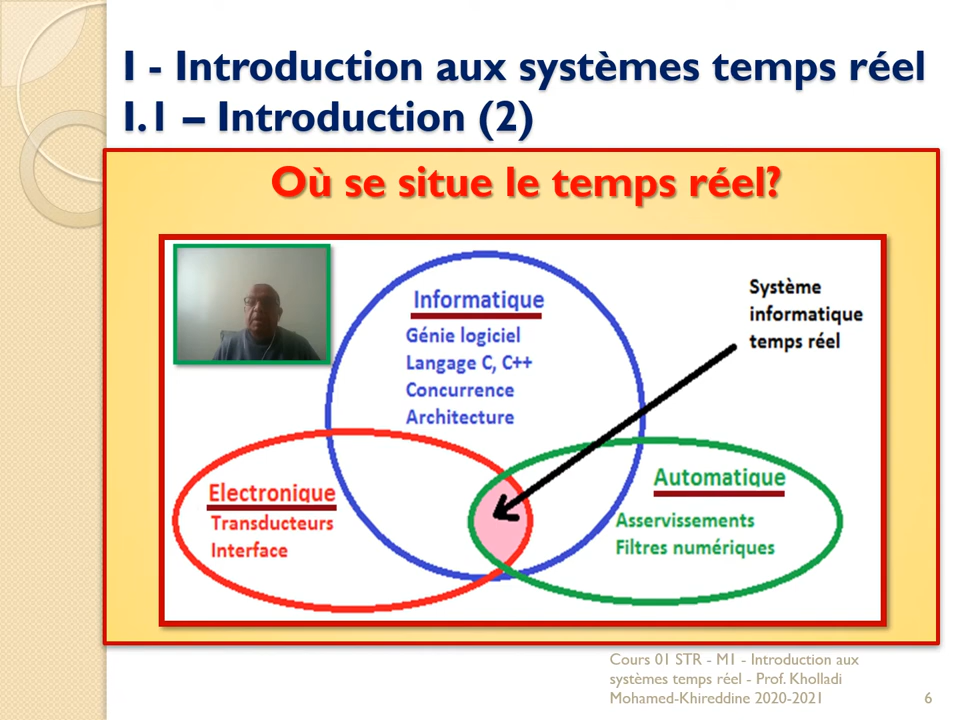 I - Introduction aux systèmes temps réel
I.1 – Introduction (2)
Où se situe le temps réel?
Informatique
Génie logiciel
Langage C, C++
Concurrence
Architecture
Système
informatique
temps réel
Electronique
Transducteurs
Interface
Automatique
Asservissements
Filtres numériques
Cours 01 STR - M1 - Introduction aux
systèmes temps réel - Prof. Kholladi
Mohamed-Khireddine 2020-2021
6